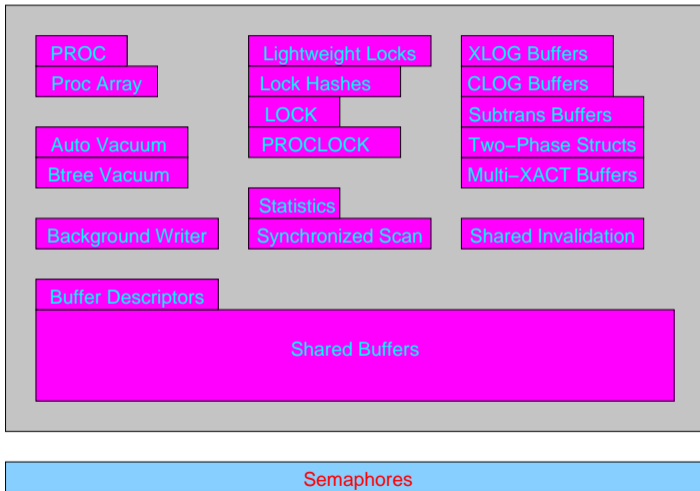 PROC
Proc Array
Auto Vacuum
Btree Vacuum
Background Writer
Lightweight Locks
Lock Hashes
LOCK
PROCLOCK
Statistics
Synchronized Scan
XLOG Buffers
CLOG Buffers
Subtrans Buffers
Two−Phase Structs
Multi−XACT Buffers
Shared Invalidation
Buffer Descriptors
Shared Buffers
Semaphores